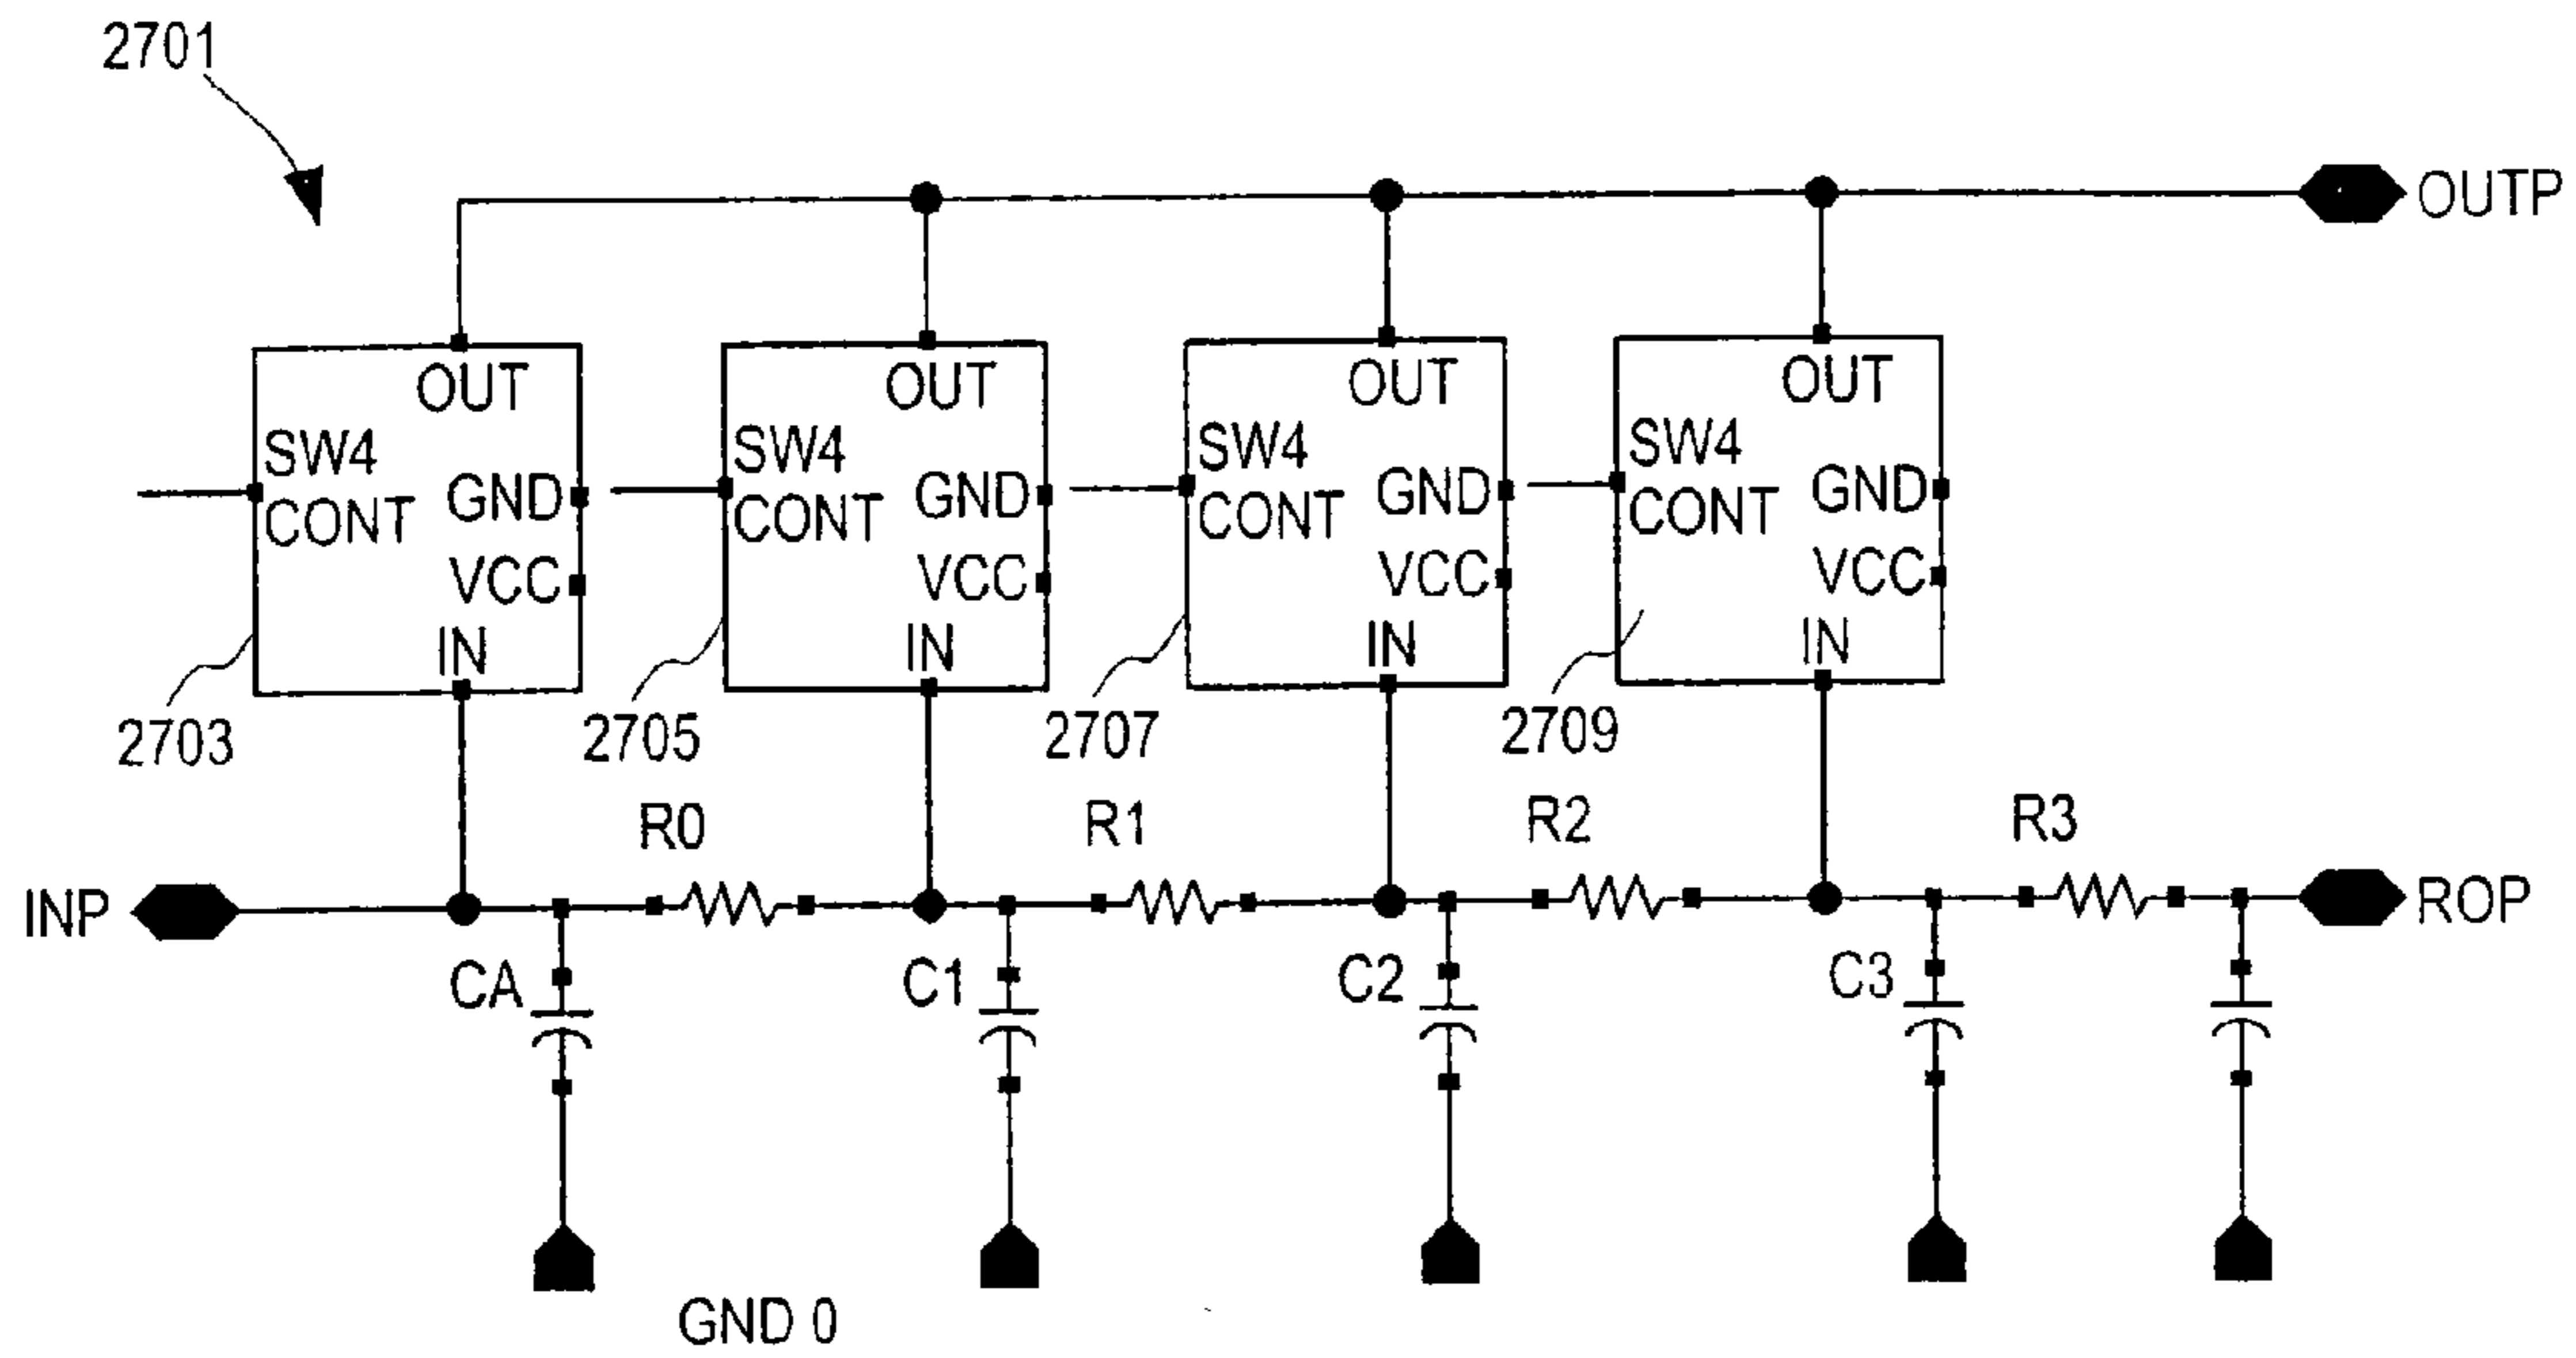 2701
OUTP
OUT
SW4
CONT
GND
VCC
IN
OUT
SW4
CONT
GND
VCC
IN
OUT
SW4
CONT
GND
VCC
IN
OUT
SW4
CONT
GND
VCC
IN
2703
2705
2707
2709
R0
R1
R2
R3
INP
ROP
CA
C1
C2
C3
GND 0